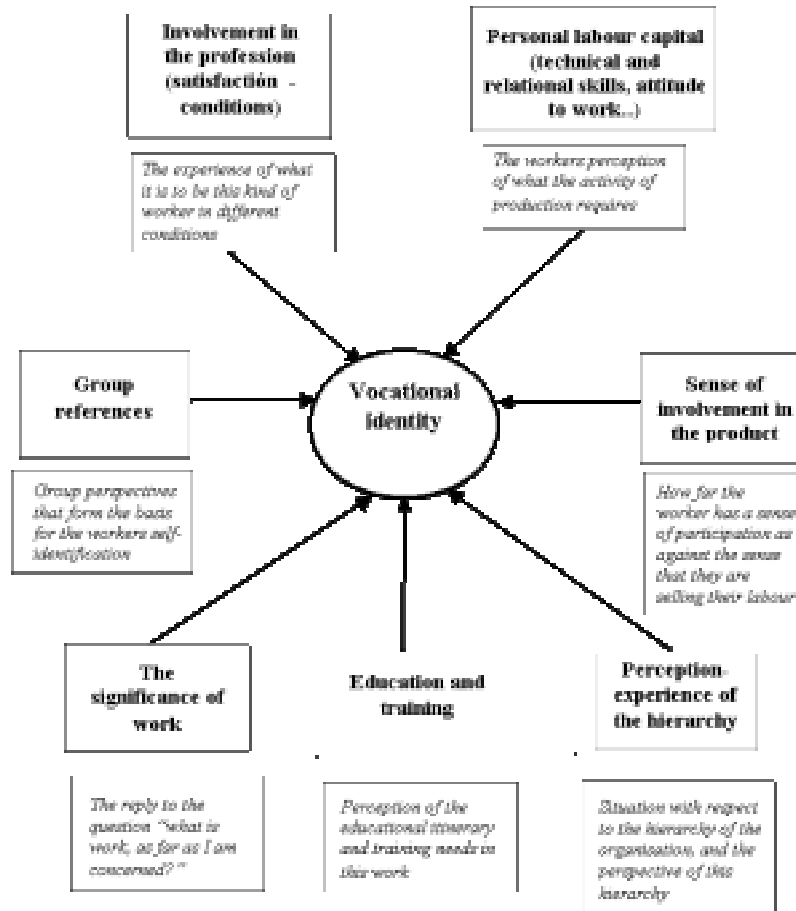 Involvement in
the profession
(satisfactión -
conditions)
Personal labour capital
(technical and
relational skills, attitude
to work...)
The experience of what
it is to be this kind of
worker in different
conditions
The workers perception
of what the activity of
production requires
Group
references
Vocational
identity
Sense of
involvement in
the product
Group perspectives
that form the basis
for the workers self-
identification
How far the
worker has a sense
of participation as
against the sense
that they are
selling their labour
The
significance of
work
Education and
training
Perception-
experience of
the hierarchy
The reply to the
question "what is
work, as far as I am
concerned?"
Perception of the
educational itinerary
and training needs in
this work
Situation with respect
to the hierarchy of the
organisation, and the
perspective of this
hierarchy